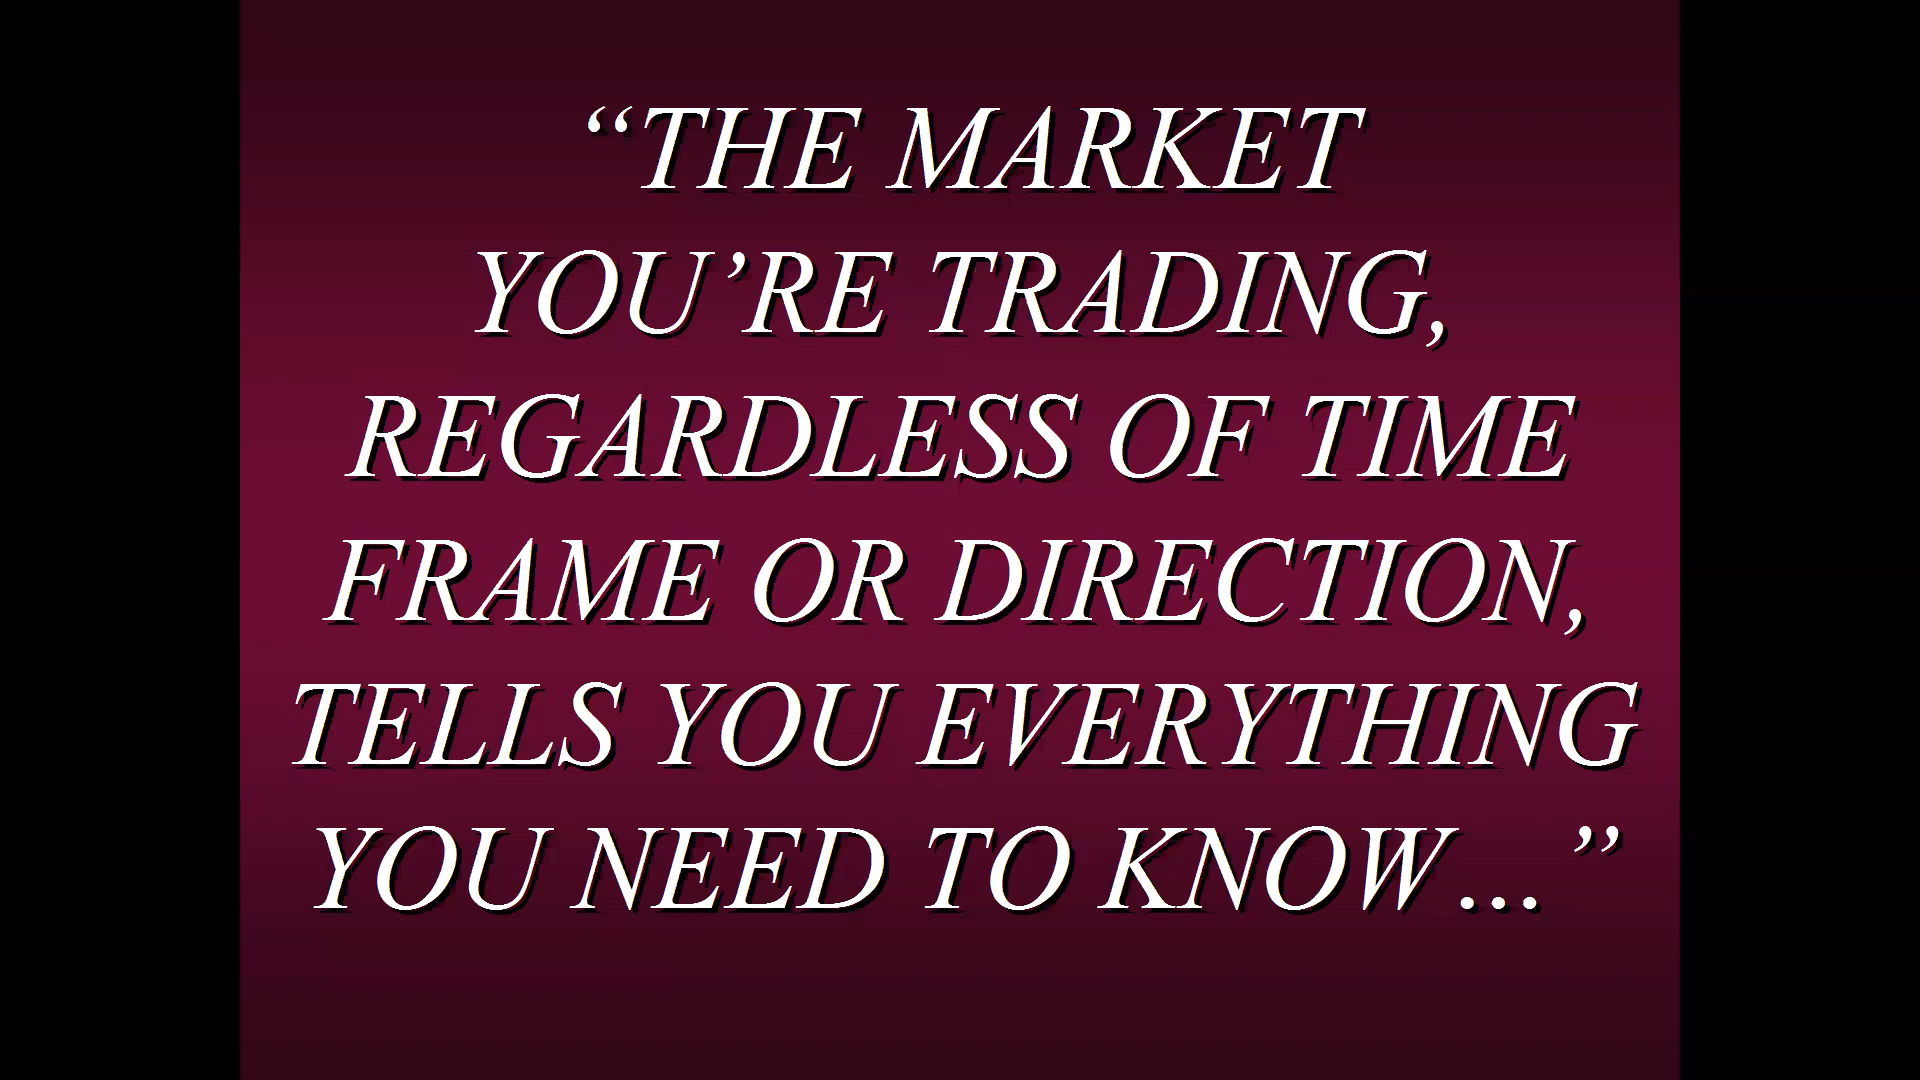 “THE MARKET
YOU’RE TRADING,
REGARDLESS OF TIME
FRAME OR DIRECTION,
TELLS YOU EVERYTHING
YOU NEED TO KNOW…”